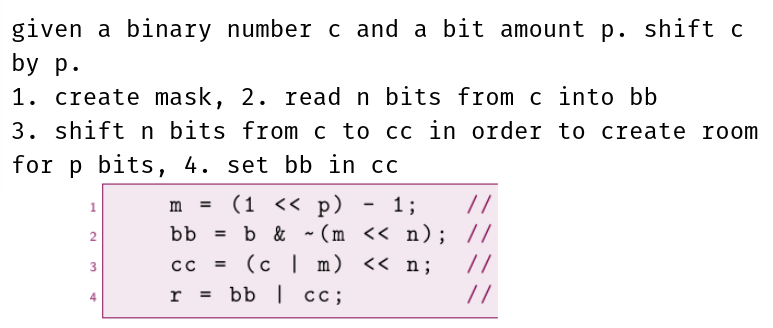 given a binary number c and a bit amount p. shift c
by p.
1. create mask, 2. read n bits from c into bb
3. shift n bits from c to cc in order to create room
for p bits, 4. set bb in cc
1 m = (1 << p) - 1; //
2 bb = b & ~(m << n); //
3 cc = (c | m) << n; //
4 r = bb | cc; //